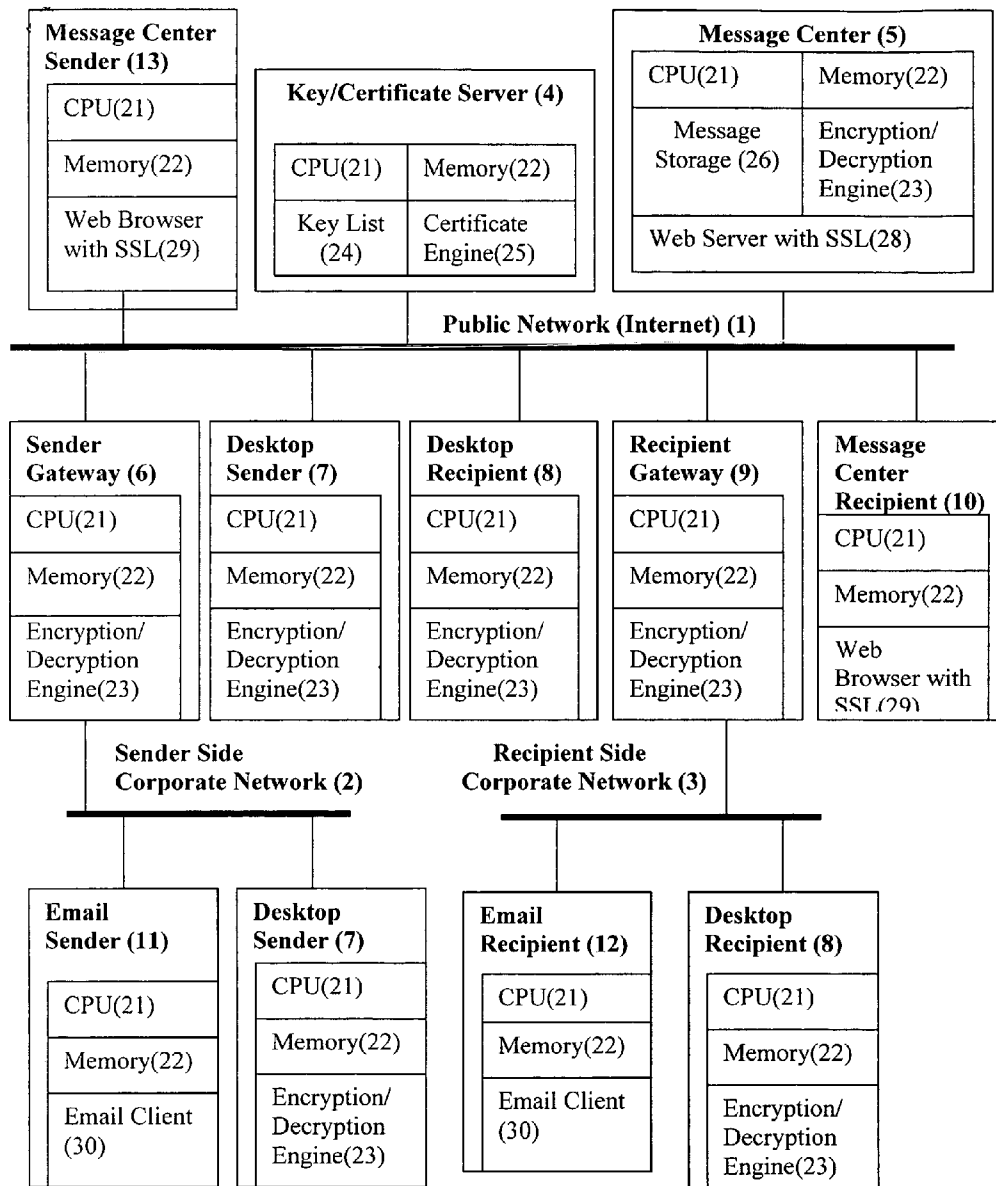 Message Center
Sender (13)
CPU(21)
Memory(22)
Web Browser
with SSL(29)
Key/Certificate Server (4)
CPU(21)
Memory(22)
Key List
(24)
Certificate
Engine(25)
Message Center (5)
CPU(21)
Memory(22)
Message
Storage (26)
Encryption/
Decryption
Engine(23)
Web Server with SSL(28)
Public Network (Internet) (1)
Sender
Gateway (6)
CPU(21)
Memory(22)
Encryption/
Decryption
Engine(23)
Desktop
Sender (7)
CPU(21)
Memory(22)
Encryption/
Decryption
Engine(23)
Desktop
Recipient (8)
CPU(21)
Memory(22)
Encryption/
Decryption
Engine(23)
Recipient
Gateway (9)
CPU(21)
Memory(22)
Encryption/
Decryption
Engine(23)
Message
Center
Recipient (10)
CPU(21)
Memory(22)
Web
Browser with
SSL(29)
Sender Side
Corporate Network (2)
Recipient Side
Corporate Network (3)
Email
Sender (11)
CPU(21)
Memory(22)
Email Client
(30)
Desktop
Sender (7)
CPU(21)
Memory(22)
Encryption/
Decryption
Engine(23)
Email
Recipient (12)
CPU(21)
Memory(22)
Email Client
(30)
Desktop
Recipient (8)
CPU(21)
Memory(22)
Encryption/
Decryption
Engine(23)